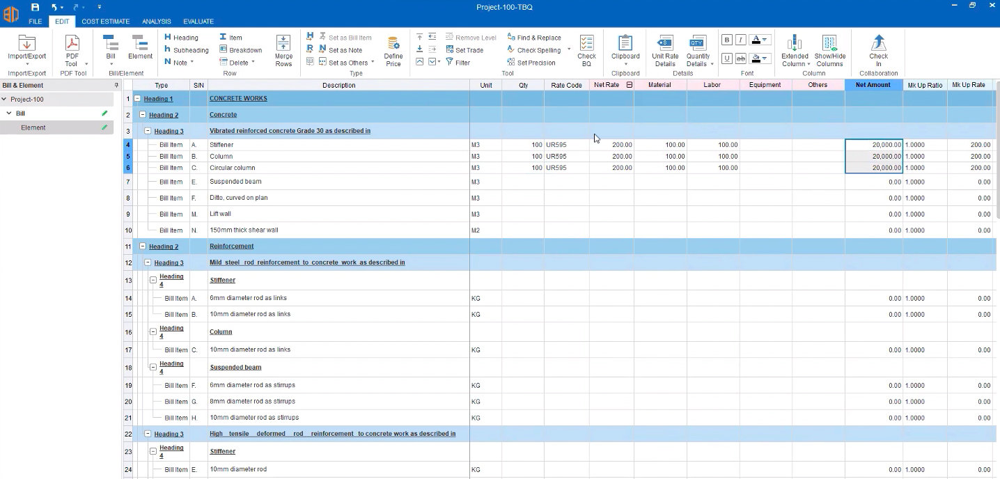 Project-100-TBQ
FILE EDIT COST ESTIMATE ANALYSIS EVALUATE
Import/Export PDF Tool Bill Element H Heading h Subheading N Note I Item Breakdown Delete Merge Rows H I Set as Bill Item R N Set as Note Set as Others Define Price Remove Level Set Trade Filter Find & Replace Check Spelling Set Precision Check BQ Clipboard Unit Rate Details Quantity Details B I A U ab Extended Column Show/Hide Columns Check In
Import/Export PDF Tool Bill/Element Row Type Tool Clipboard Details Font Column Collaboration
Bill & Element
Project-100
Bill
Element
Type S/N Description Unit Qty Rate Code Net Rate Material Labor Equipment Others Net Amount Mk Up Ratio Mk Up Rate
1 Heading 1 CONCRETE WORKS
2 Heading 2 Concrete
3 Heading 3 Vibrated reinforced concrete Grade 30 as described in
4 Bill Item A. Stiffener M3 100 UR595 200.00 100.00 100.00 20,000.00 1.0000 200.00
5 Bill Item B. Column M3 100 UR595 200.00 100.00 100.00 20,000.00 1.0000 200.00
6 Bill Item C. Circular column M3 100 UR595 200.00 100.00 100.00 20,000.00 1.0000 200.00
7 Bill Item E. Suspended beam M3 0.00 1.0000 0.00
8 Bill Item F. Ditto, curved on plan M3 0.00 1.0000 0.00
9 Bill Item M. Lift wall M3 0.00 1.0000 0.00
10 Bill Item N. 150mm thick shear wall M2 0.00 1.0000 0.00
11 Heading 2 Reinforcement
12 Heading 3 Mild steel rod reinforcement to concrete work as described in
13 Heading 4 Stiffener
14 Bill Item A. 6mm diameter rod as links KG 0.00 1.0000 0.00
15 Bill Item B. 10mm diameter rod as links KG 0.00 1.0000 0.00
16 Heading 4 Column
17 Bill Item C. 10mm diameter rod as links KG 0.00 1.0000 0.00
18 Heading 4 Suspended beam
19 Bill Item F. 6mm diameter rod as stirrups KG 0.00 1.0000 0.00
20 Bill Item G. 8mm diameter rod as stirrups KG 0.00 1.0000 0.00
21 Bill Item H. 10mm diameter rod as stirrups KG 0.00 1.0000 0.00
22 Heading 3 High tensile deformed rod reinforcement to concrete work as described in
23 Heading 4 Stiffener
24 Bill Item E. 10mm diameter rod KG 0.00 1.0000 0.00